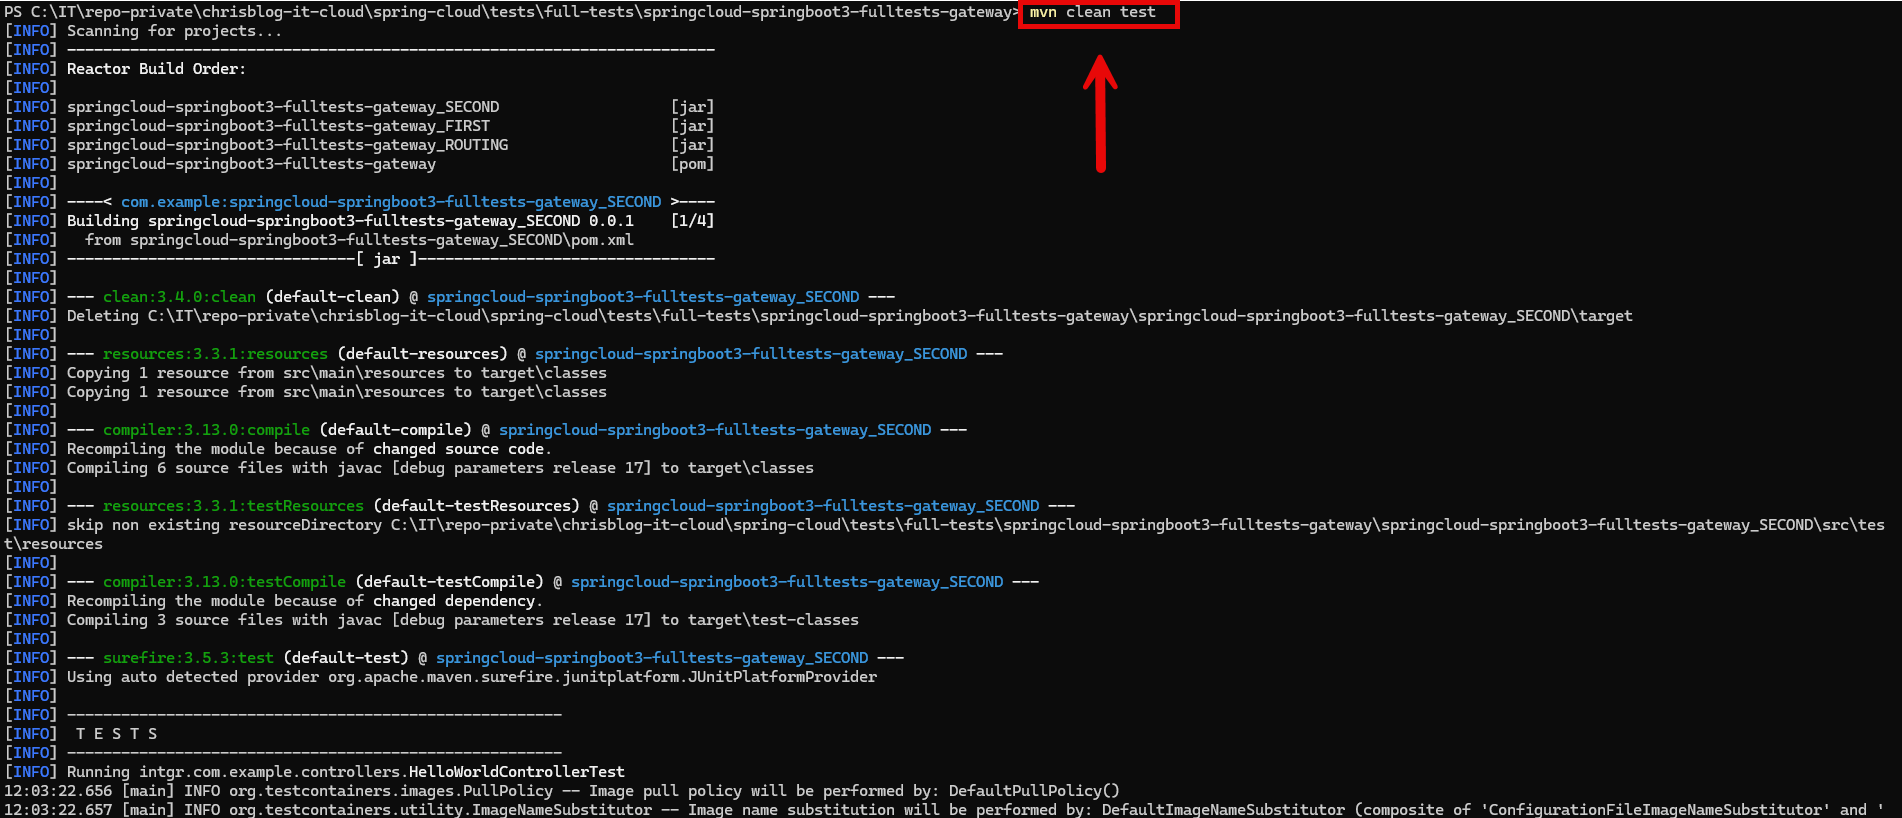 PS C:\IT\repo-private\chrisblog-it-cloud\spring-cloud\tests\full-tests\springcloud-springboot3-fulltests-gateway> mvn clean test
[INFO] Scanning for projects...
[INFO] ------------------------------------------------------------------------
[INFO] Reactor Build Order:
[INFO]
[INFO] springcloud-springboot3-fulltests-gateway_SECOND                   [jar]
[INFO] springcloud-springboot3-fulltests-gateway_FIRST                    [jar]
[INFO] springcloud-springboot3-fulltests-gateway_ROUTING                  [jar]
[INFO] springcloud-springboot3-fulltests-gateway                          [pom]
[INFO]
[INFO] ----< com.example:springcloud-springboot3-fulltests-gateway_SECOND >----
[INFO] Building springcloud-springboot3-fulltests-gateway_SECOND 0.0.1    [1/4]
[INFO]   from springcloud-springboot3-fulltests-gateway_SECOND\pom.xml
[INFO] --------------------------------[ jar ]---------------------------------
[INFO]
[INFO] --- clean:3.4.0:clean (default-clean) @ springcloud-springboot3-fulltests-gateway_SECOND ---
[INFO] Deleting C:\IT\repo-private\chrisblog-it-cloud\spring-cloud\tests\full-tests\springcloud-springboot3-fulltests-gateway\springcloud-springboot3-fulltests-gateway_SECOND\target
[INFO]
[INFO] --- resources:3.3.1:resources (default-resources) @ springcloud-springboot3-fulltests-gateway_SECOND ---
[INFO] Copying 1 resource from src\main\resources to target\classes
[INFO] Copying 1 resource from src\main\resources to target\classes
[INFO]
[INFO] --- compiler:3.13.0:compile (default-compile) @ springcloud-springboot3-fulltests-gateway_SECOND ---
[INFO] Recompiling the module because of changed source code.
[INFO] Compiling 6 source files with javac [debug parameters release 17] to target\classes
[INFO]
[INFO] --- resources:3.3.1:testResources (default-testResources) @ springcloud-springboot3-fulltests-gateway_SECOND ---
[INFO] skip non existing resourceDirectory C:\IT\repo-private\chrisblog-it-cloud\spring-cloud\tests\full-tests\springcloud-springboot3-fulltests-gateway\springcloud-springboot3-fulltests-gateway_SECOND\src\tes
t\resources
[INFO]
[INFO] --- compiler:3.13.0:testCompile (default-testCompile) @ springcloud-springboot3-fulltests-gateway_SECOND ---
[INFO] Recompiling the module because of changed dependency.
[INFO] Compiling 3 source files with javac [debug parameters release 17] to target\test-classes
[INFO]
[INFO] --- surefire:3.5.3:test (default-test) @ springcloud-springboot3-fulltests-gateway_SECOND ---
[INFO] Using auto detected provider org.apache.maven.surefire.junitplatform.JUnitPlatformProvider
[INFO]
[INFO] -------------------------------------------------------
[INFO]  T E S T S
[INFO] -------------------------------------------------------
[INFO] Running intgr.com.example.controllers.HelloWorldControllerTest
12:03:22.656 [main] INFO org.testcontainers.images.PullPolicy -- Image pull policy will be performed by: DefaultPullPolicy()
12:03:22.657 [main] INFO org.testcontainers.utility.ImageNameSubstitutor -- Image name substitution will be performed by: DefaultImageNameSubstitutor (composite of 'ConfigurationFileImageNameSubstitutor' and '